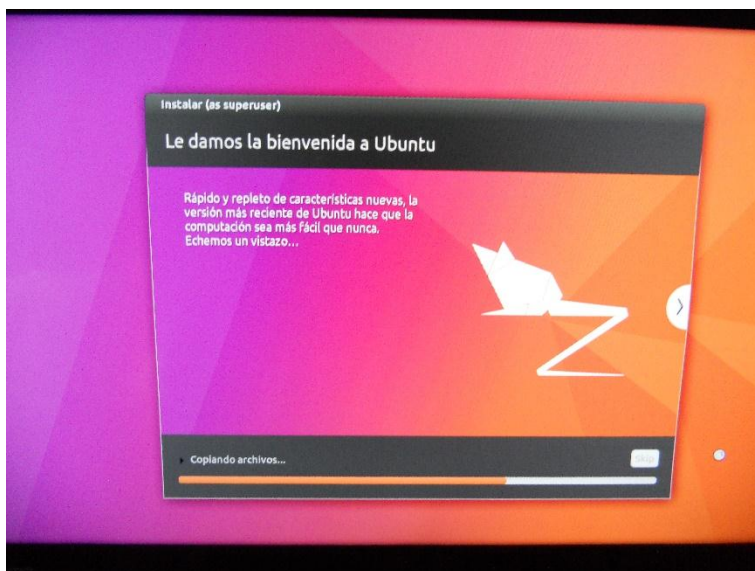 Instalar (as superuser)
Le damos la bienvenida a Ubuntu
Rápido y repleto de características nuevas, la
versión más reciente de Ubuntu hace que la
computación sea más fácil que nunca.
Echemos un vistazo...
Copiando archivos...
Skip